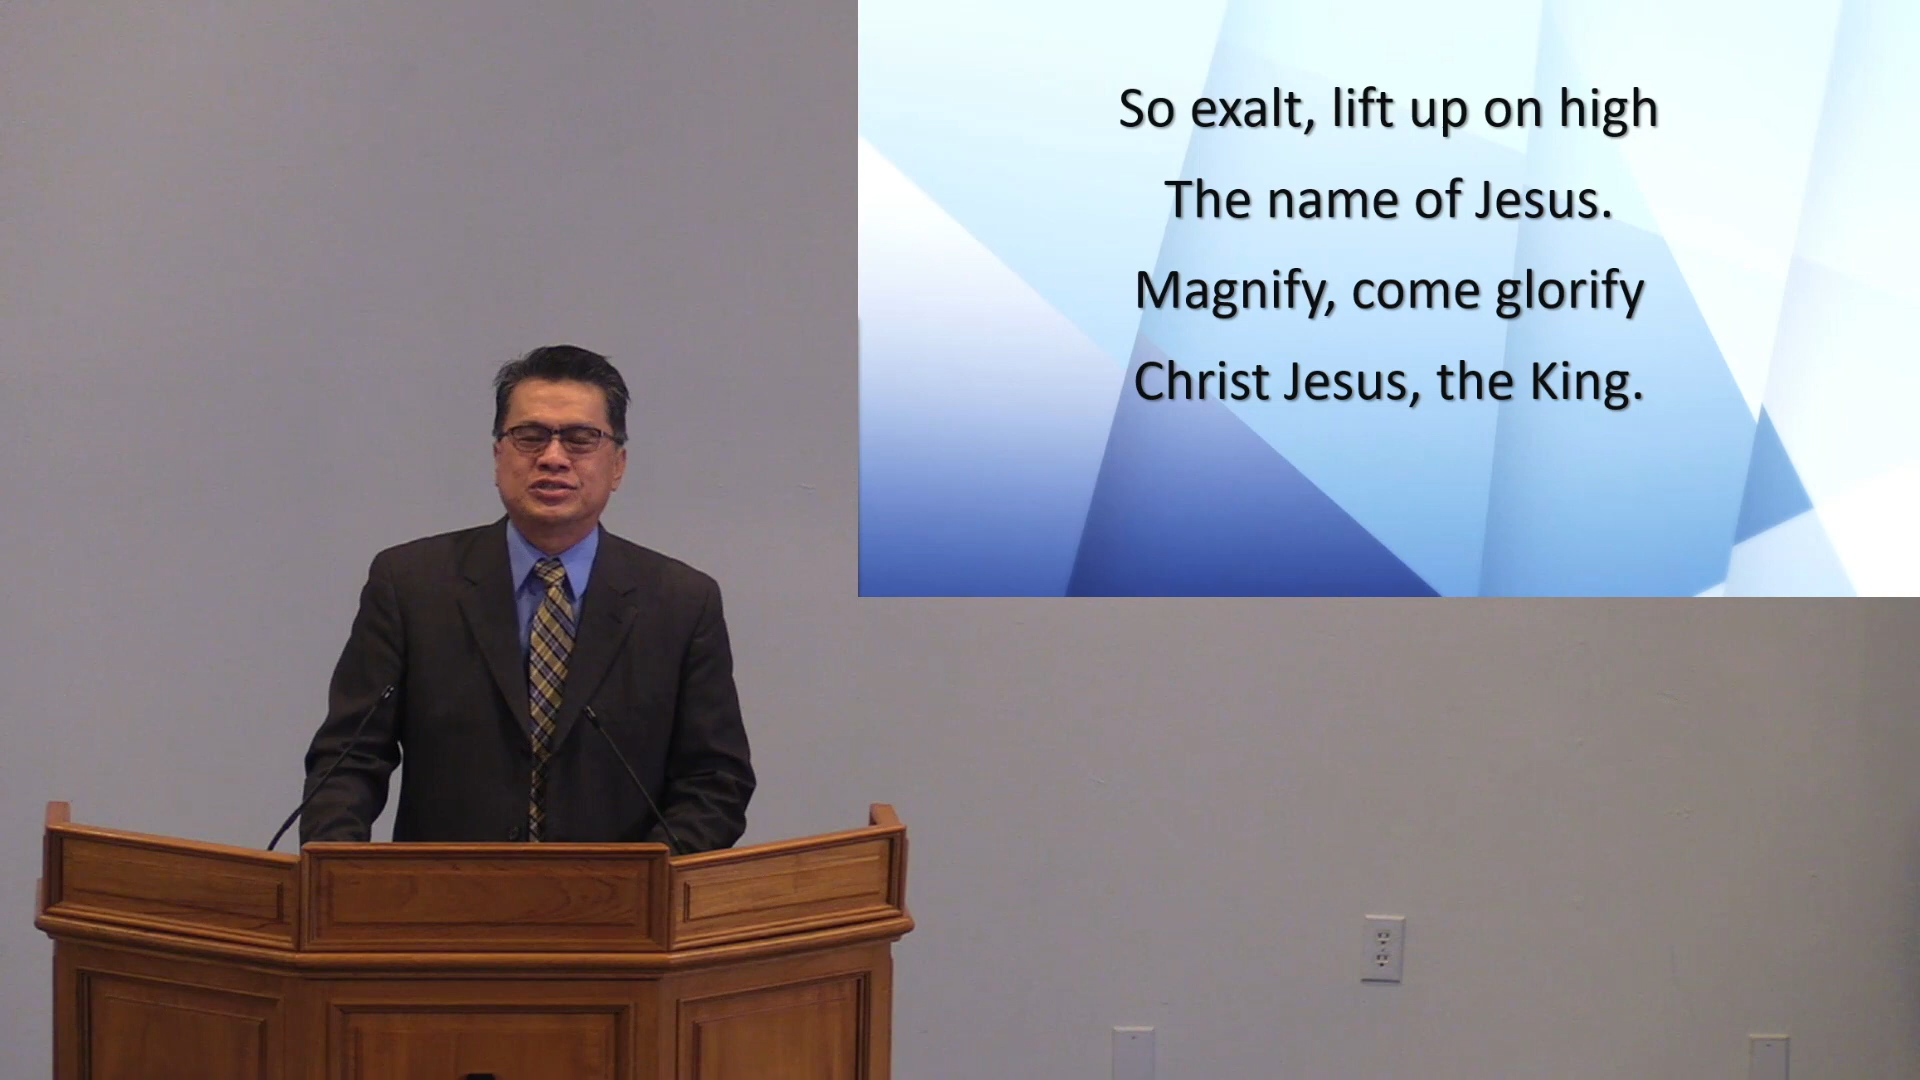 So exalt, lift up on high
The name of Jesus.
Magnify, come glorify
Christ Jesus, the King.